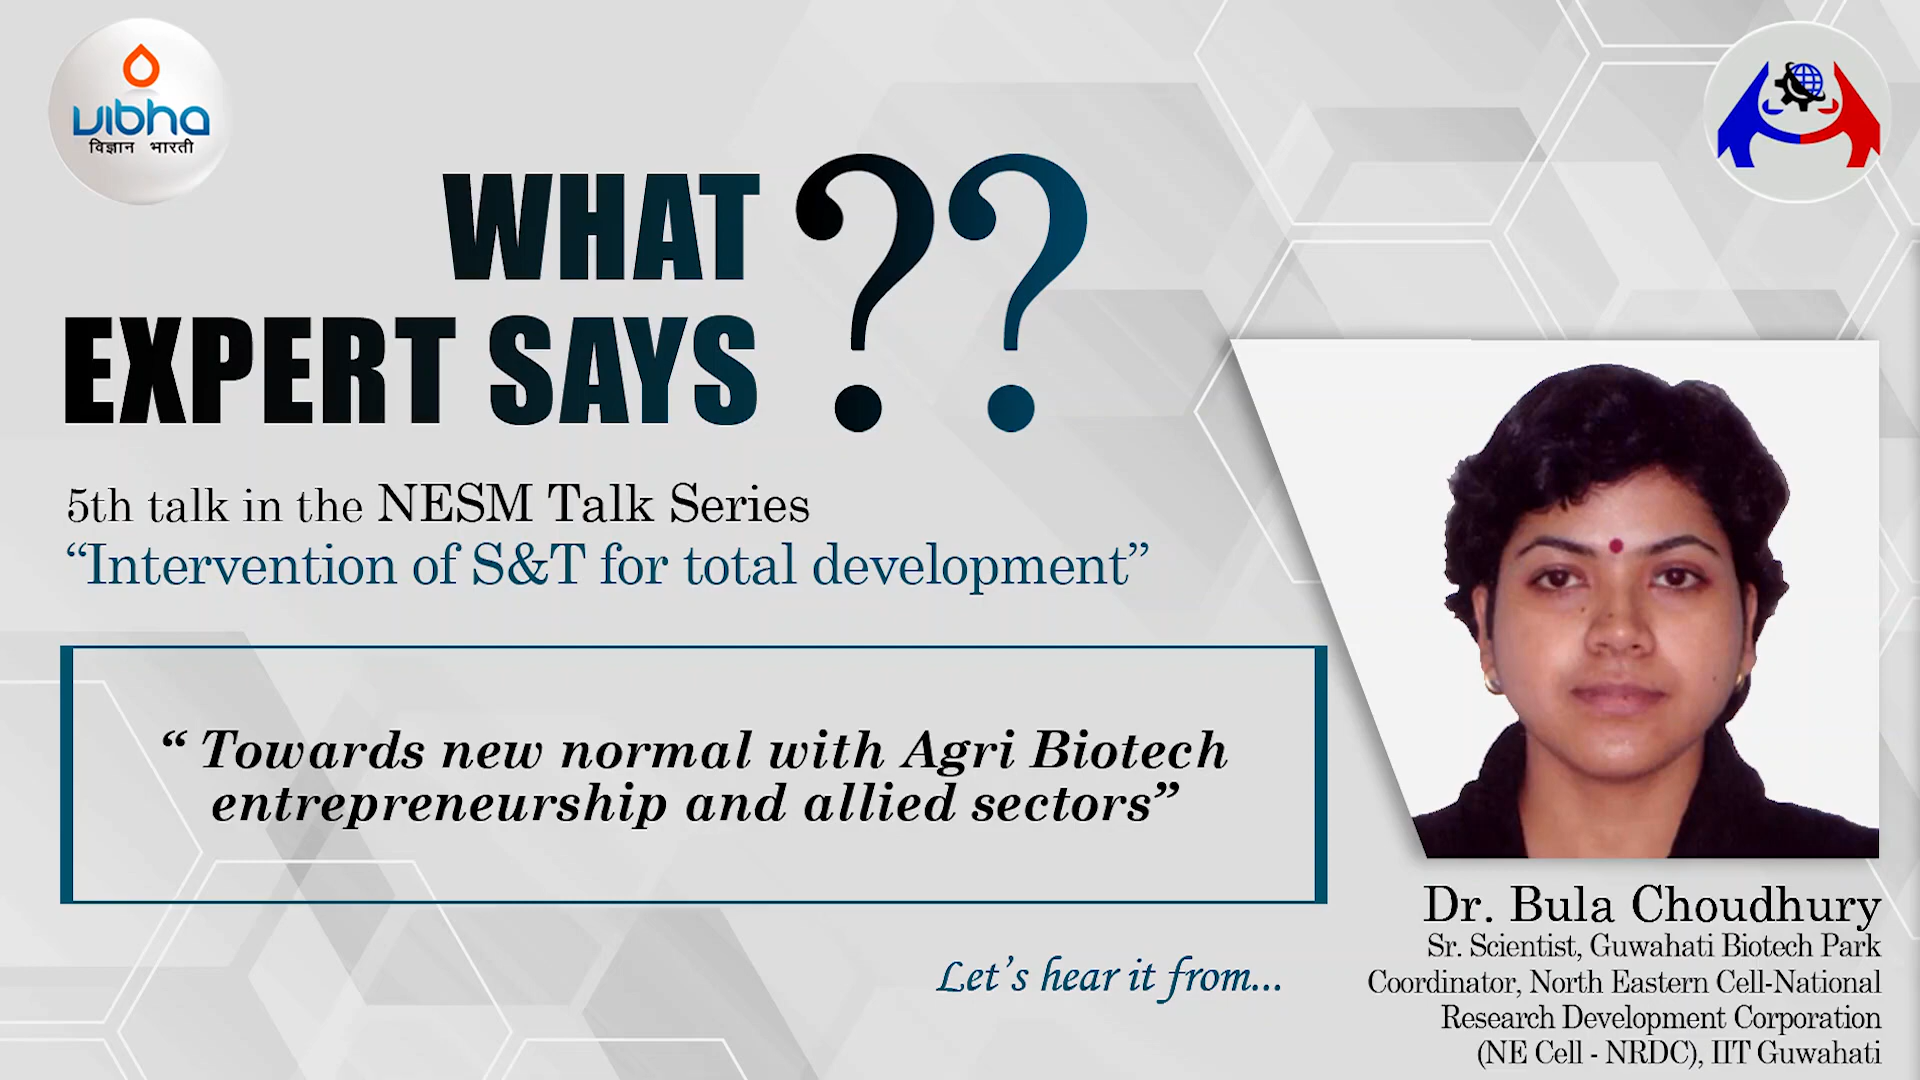 vibha
विज्ञान भारती
WHAT
EXPERT SAYS ??
5th talk in the NESM Talk Series
“Intervention of S&T for total development”
“ Towards new normal with Agri Biotech
entrepreneurship and allied sectors”
Let’s hear it from...
Dr. Bula Choudhury
Sr. Scientist, Guwahati Biotech Park
Coordinator, North Eastern Cell-National
Research Development Corporation
(NE Cell - NRDC), IIT Guwahati